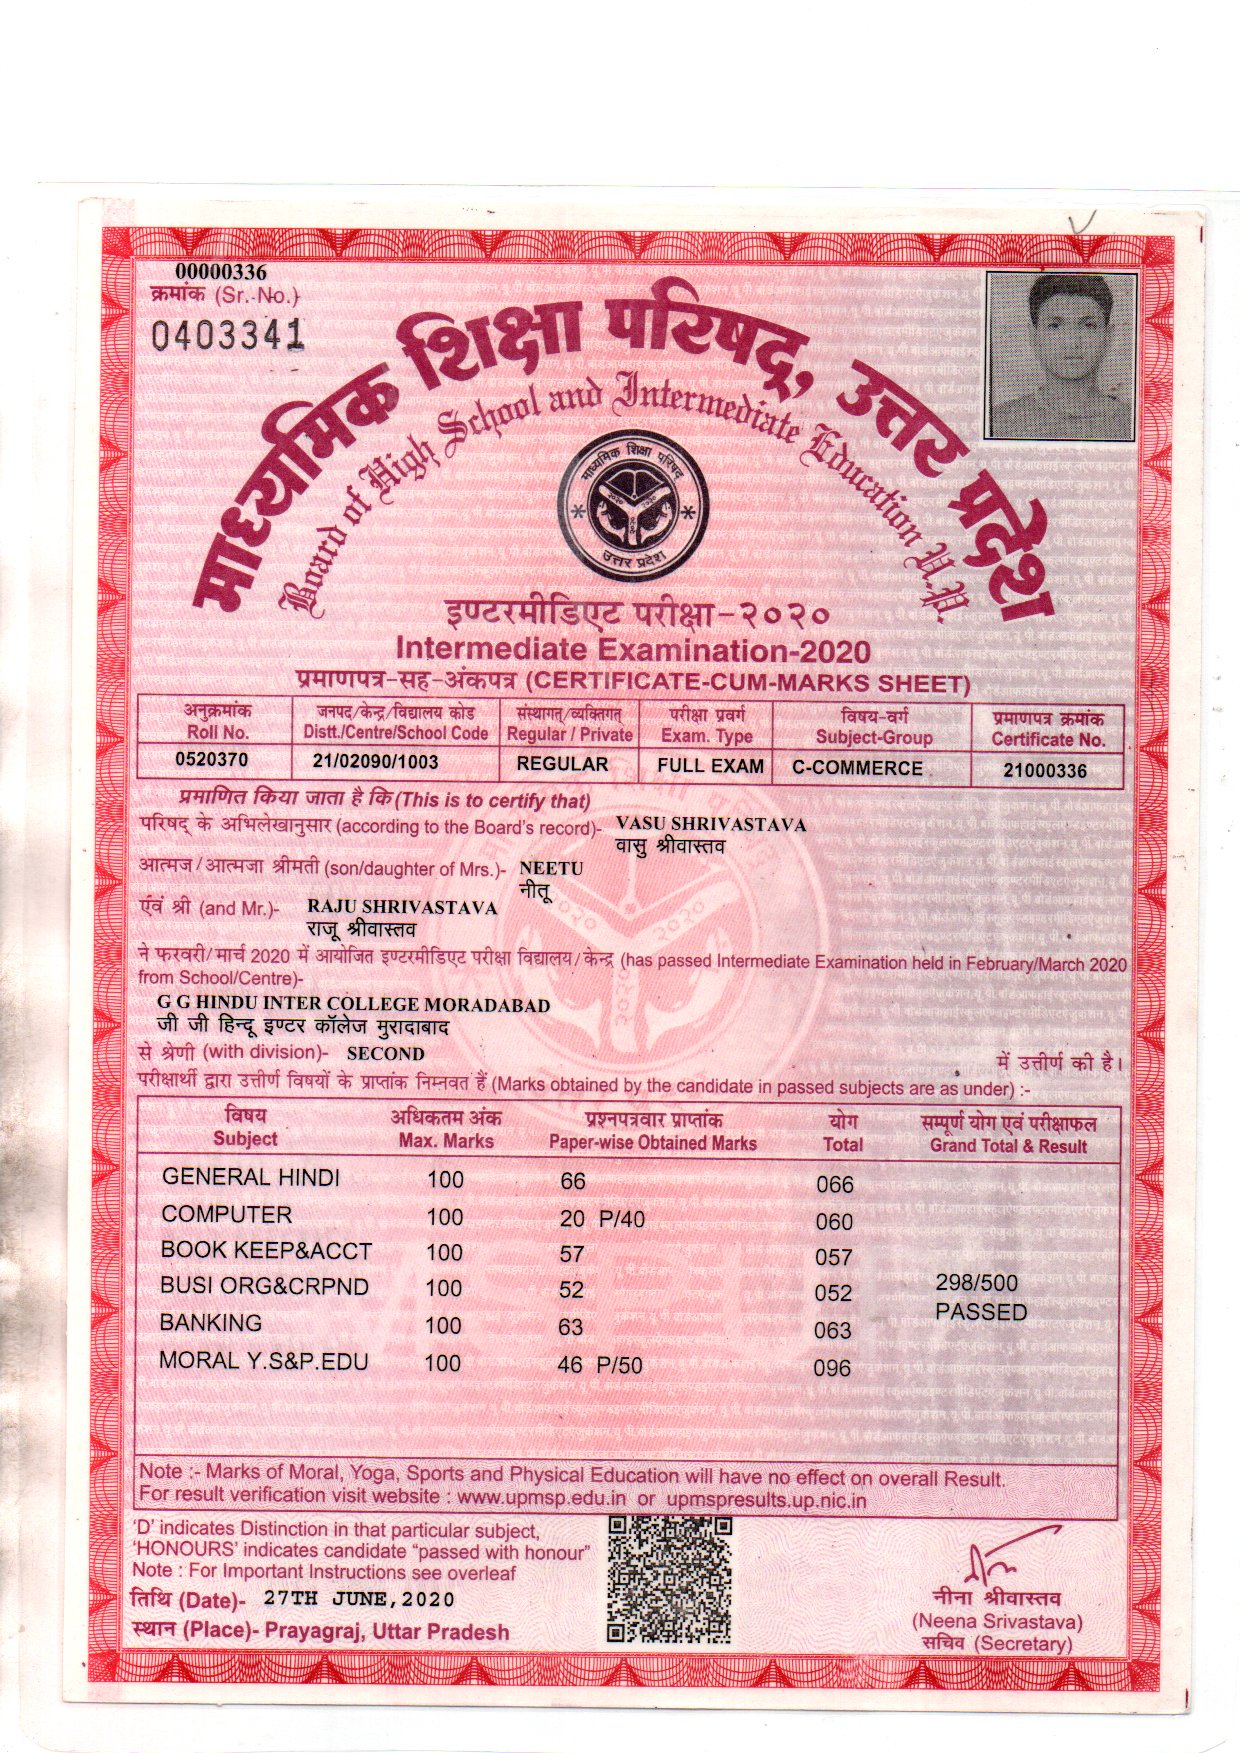 00000336
क्रमांक (Sr. No.)
0403341
माध्यमिक शिक्षा परिषद्, उत्तर प्रदेश
Board of High School and Intermediate Education U.P.
माध्यमिक शिक्षा परिषद्
उत्तर प्रदेश
इण्टरमीडिएट परीक्षा-२०२०
Intermediate Examination-2020
प्रमाणपत्र-सह-अंकपत्र (CERTIFICATE-CUM-MARKS SHEET)
अनुक्रमांक जनपद/केन्द्र/विद्यालय कोड संस्थागत्/व्यक्तिगत् परीक्षा प्रवर्ग विषय-वर्ग प्रमाणपत्र क्रमांक
Roll No. Distt./Centre/School Code Regular / Private Exam. Type Subject-Group Certificate No.
0520370 21/02090/1003 REGULAR FULL EXAM C-COMMERCE 21000336
प्रमाणित किया जाता है कि (This is to certify that)
परिषद् के अभिलेखानुसार (according to the Board's record)- VASU SHRIVASTAVA
वासु श्रीवास्तव
आत्मज/आत्मजा श्रीमती (son/daughter of Mrs.)- NEETU
नीतू
एंवं श्री (and Mr.)- RAJU SHRIVASTAVA
राजू श्रीवास्तव
ने फरवरी/मार्च 2020 में आयोजित इण्टरमीडिएट परीक्षा विद्यालय/केन्द्र (has passed Intermediate Examination held in February/March 2020
from School/Centre)-
G G HINDU INTER COLLEGE MORADABAD
जी जी हिन्दू इण्टर कॉलेज मुरादाबाद
से श्रेणी (with division)- SECOND में उत्तीर्ण की है।
परीक्षार्थी द्वारा उत्तीर्ण विषयों के प्राप्तांक निम्नवत हैं (Marks obtained by the candidate in passed subjects are as under) :-
विषय अधिकतम अंक प्रश्नपत्रवार प्राप्तांक योग सम्पूर्ण योग एवं परीक्षाफल
Subject Max. Marks Paper-wise Obtained Marks Total Grand Total & Result
GENERAL HINDI 100 66 066
COMPUTER 100 20 P/40 060
BOOK KEEP&ACCT 100 57 057
BUSI ORG&CRPND 100 52 052 298/500
PASSED
BANKING 100 63 063
MORAL Y.S&P.EDU 100 46 P/50 096
Note :- Marks of Moral, Yoga, Sports and Physical Education will have no effect on overall Result.
For result verification visit website : www.upmsp.edu.in or upmspresults.up.nic.in
'D' indicates Distinction in that particular subject,
'HONOURS' indicates candidate "passed with honour"
Note : For Important Instructions see overleaf
तिथि (Date)- 27TH JUNE,2020
स्थान (Place)- Prayagraj, Uttar Pradesh
नीना श्रीवास्तव
(Neena Srivastava)
सचिव (Secretary)